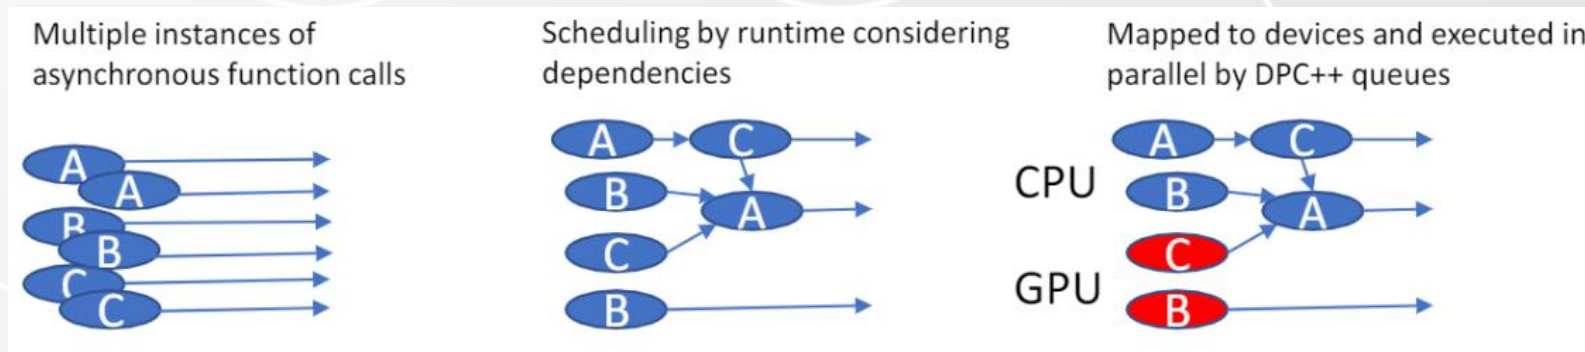 Multiple instances of
asynchronous function calls
A
A
B
B
C
C
Scheduling by runtime considering
dependencies
A C
B
A
C
B
Mapped to devices and executed in
parallel by DPC++ queues
CPU
GPU
A C
B
A
C
B